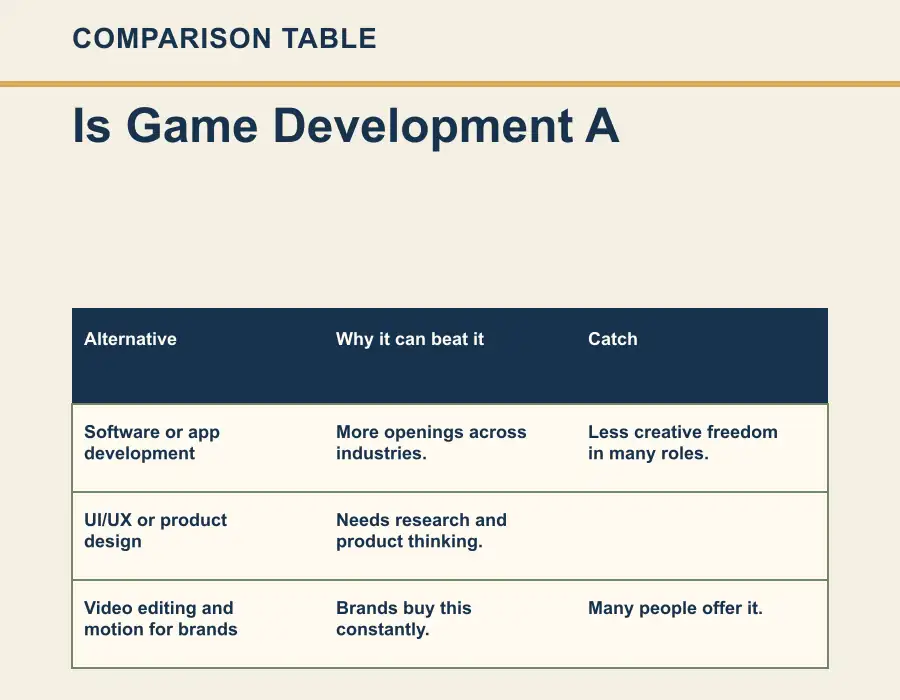 COMPARISON TABLE
Is Game Development A
Alternative
Why it can beat it
Catch
Software or app
development
More openings across
industries.
Less creative freedom
in many roles.
UI/UX or product
design
Needs research and
product thinking.
Video editing and
motion for brands
Brands buy this
constantly.
Many people offer it.